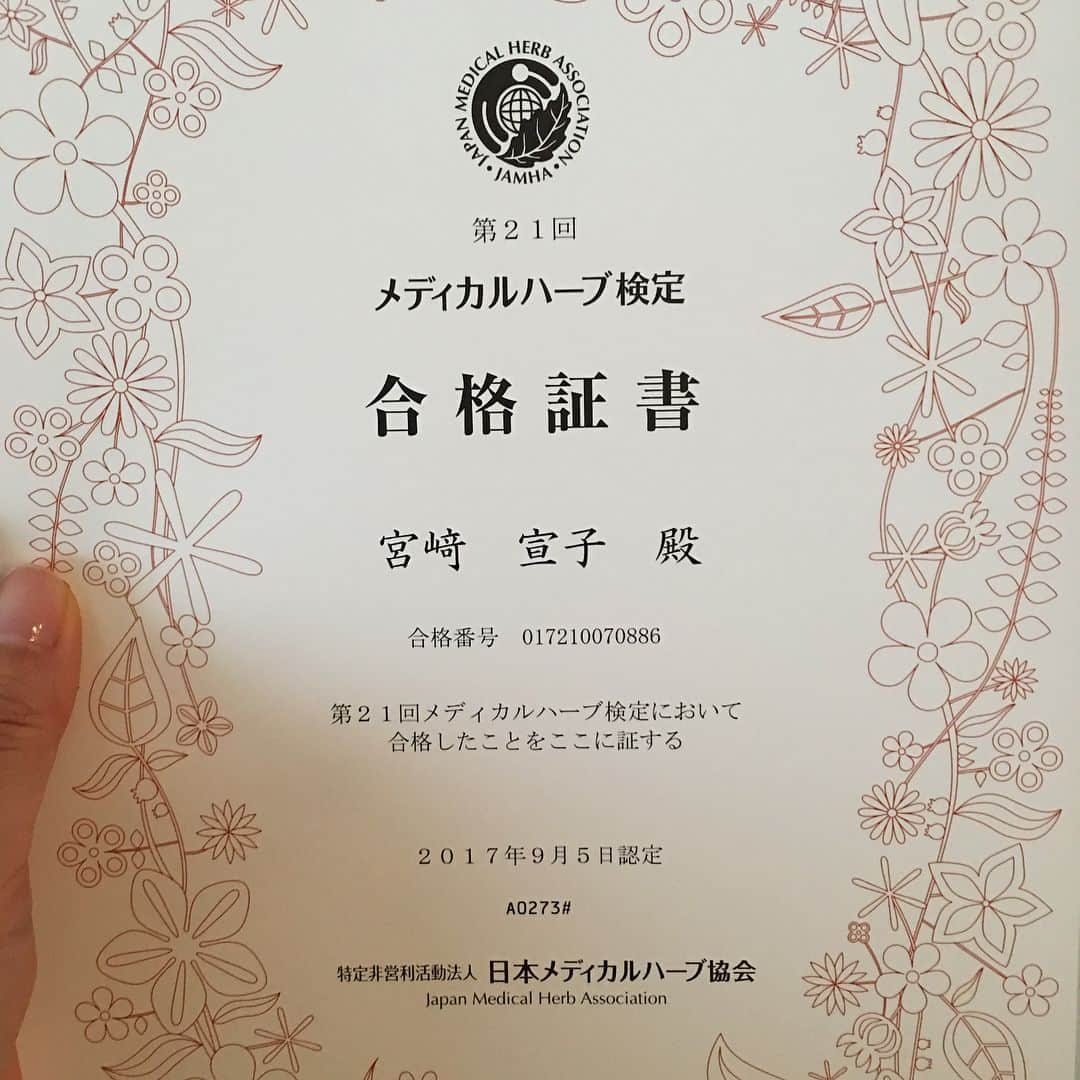 JAPAN MEDICAL HERB ASSOCIATION・JAMHA・
第２１回
メディカルハーブ検定
合格証書
宮﨑　宣子　殿
合格番号　017210070886
第２１回メディカルハーブ検定において
合格したことをここに証する
２０１７年９月５日認定
A0273#
特定非営利活動法人 日本メディカルハーブ協会
Japan Medical Herb Association